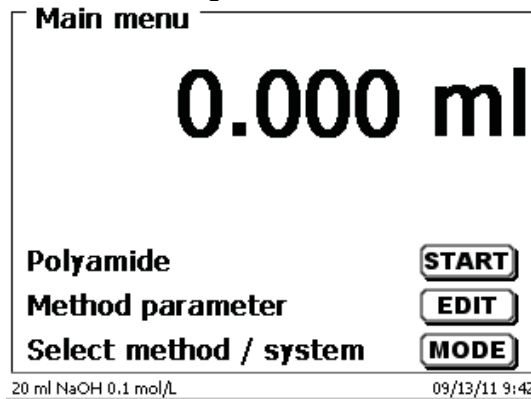 Main menu
0.000 ml
Polyamide START
Method parameter EDIT
Select method / system MODE
20 ml NaOH 0.1 mol/L 09/13/11 9:42